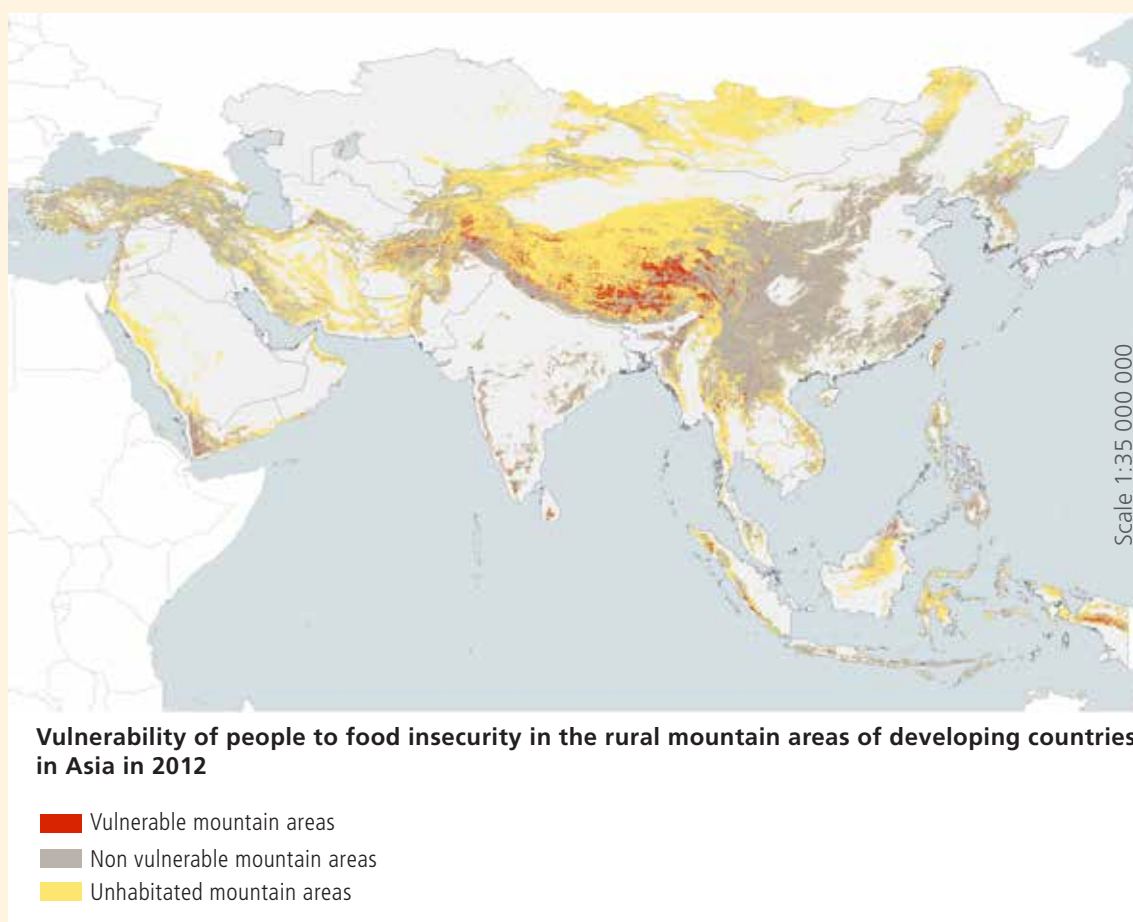 Scale 1:35 000 000
Vulnerability of people to food insecurity in the rural mountain areas of developing countries
in Asia in 2012
Vulnerable mountain areas
Non vulnerable mountain areas
Unhabitated mountain areas